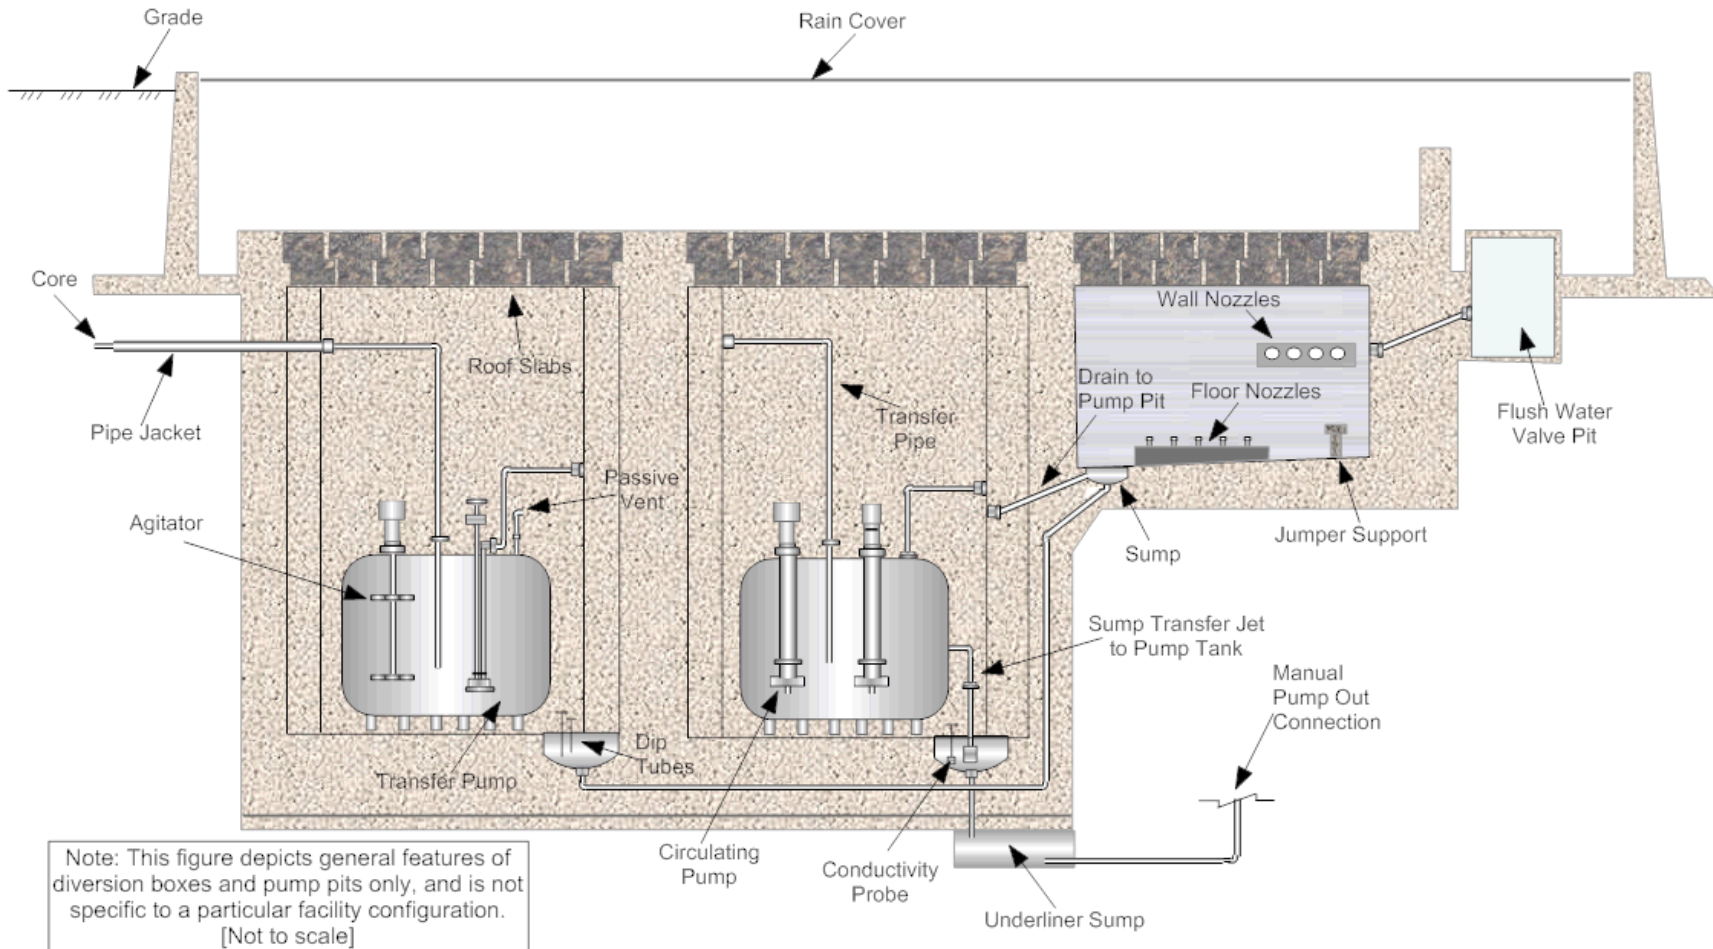 Grade
Rain Cover
Core
Pipe Jacket
Roof Slabs
Wall Nozzles
Drain to
Pump Pit
Floor Nozzles
Flush Water
Valve Pit
Transfer
Pipe
Passive
Vent
Agitator
Sump
Jumper Support
Sump Transfer Jet
to Pump Tank
Manual
Pump Out
Connection
Dip
Tubes
Transfer Pump
Circulating
Pump
Conductivity
Probe
Underliner Sump
Note: This figure depicts general features of
diversion boxes and pump pits only, and is not
specific to a particular facility configuration.
[Not to scale]